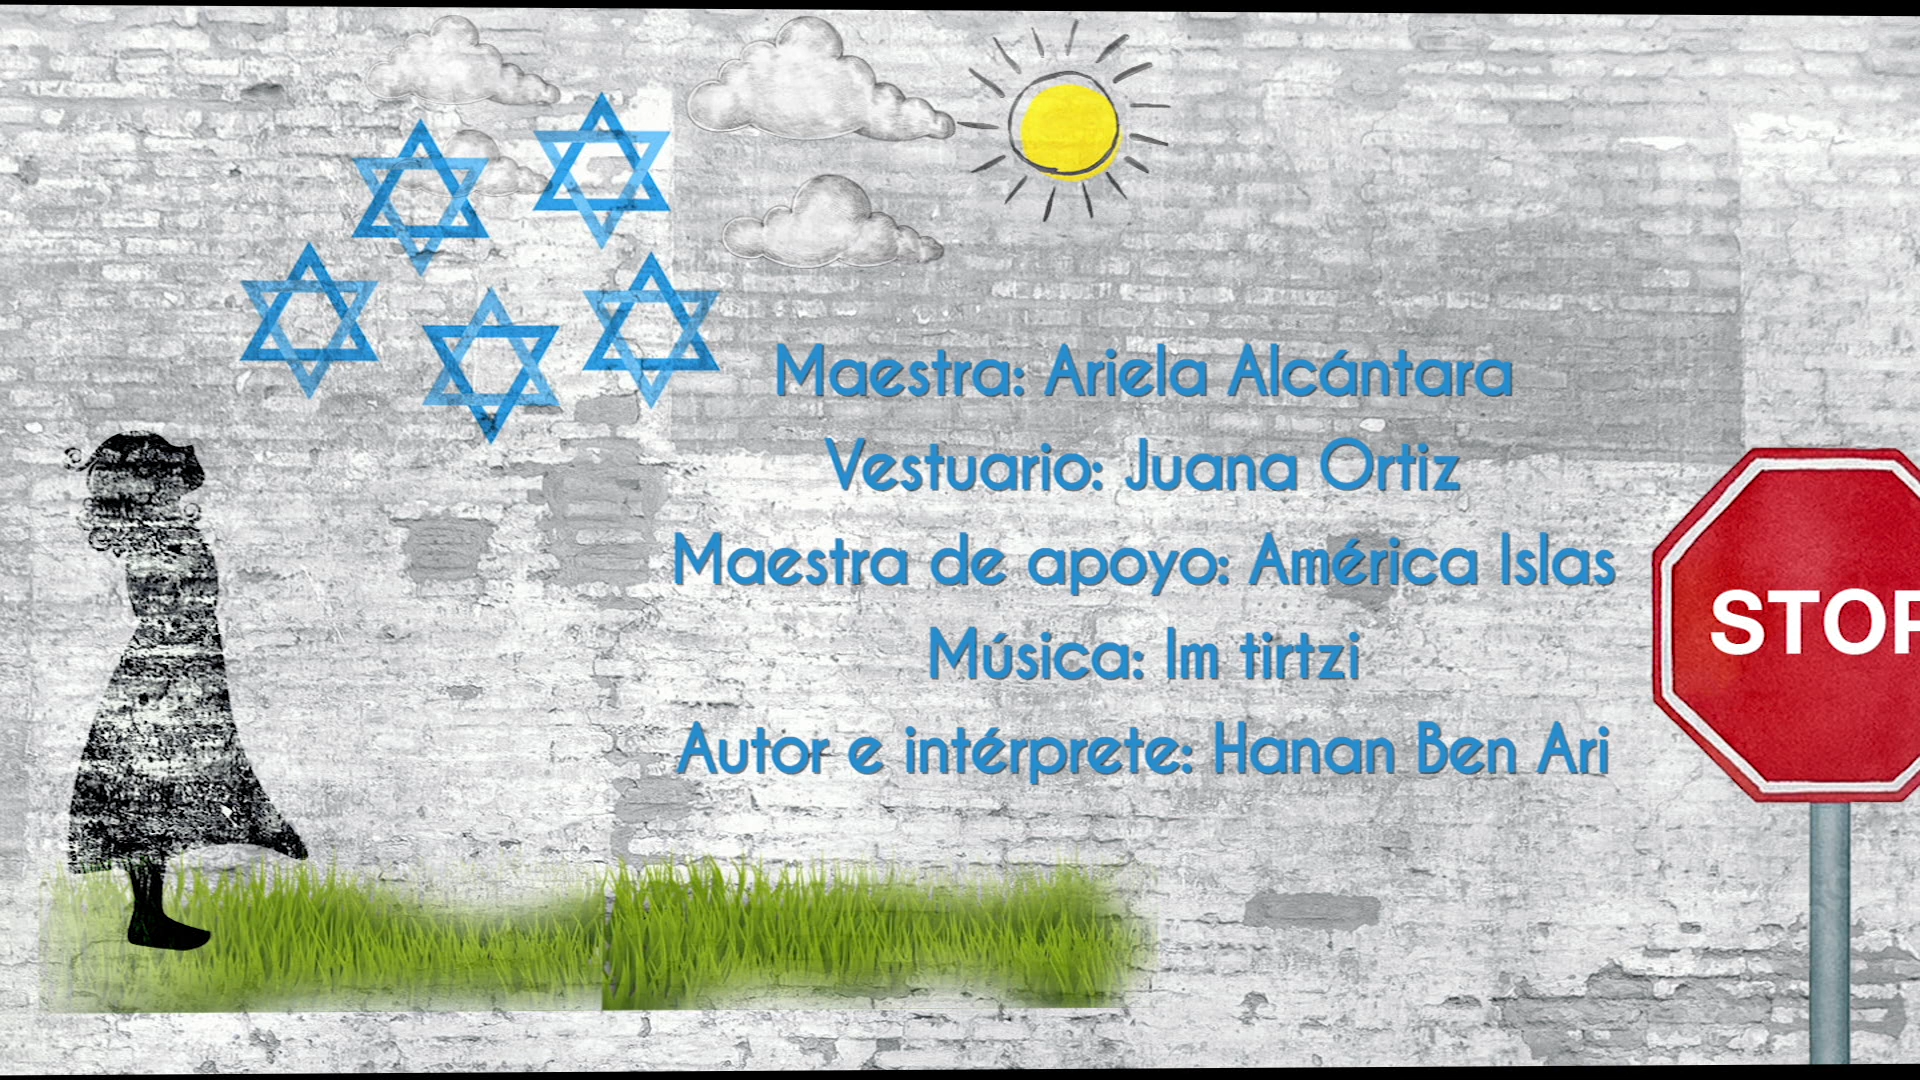 Maestra: Ariela Alcántara
Vestuario: Juana Ortiz
Maestra de apoyo: América Islas
Música: Im tirtzi
Autor e intérprete: Hanan Ben Ari
STOP